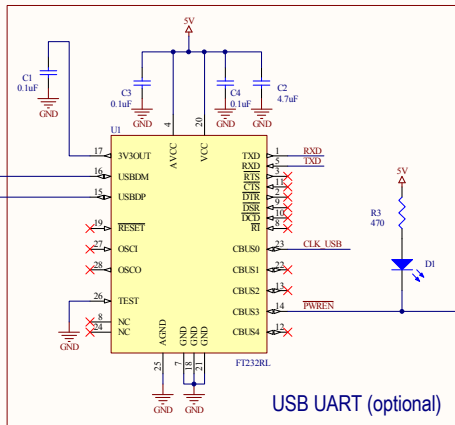 5V
C1
0.1uF
GND
C3
0.1uF
GND
C4
0.1uF
GND
C2
4.7uF
GND
4
20
U1
AVCC
VCC
17 3V3OUT
16 USBDM
15 USBDP
19 RESET
27 OSCI
28 OSCO
26 TEST
8 NC
24 NC
GND
TXD 1 RXD
RXD 5 TXD
RTS 3
CTS 11
DTR 2
DSR 9
DCD 10
RI 8
CBUS0 23 CLK_USB
CBUS1 22
CBUS2 13
CBUS3 14 PWREN
CBUS4 12
5V
R3
470
D1
AGND
GND
GND
GND
25
7
18
21
FT232RL
GND
GND
USB UART (optional)